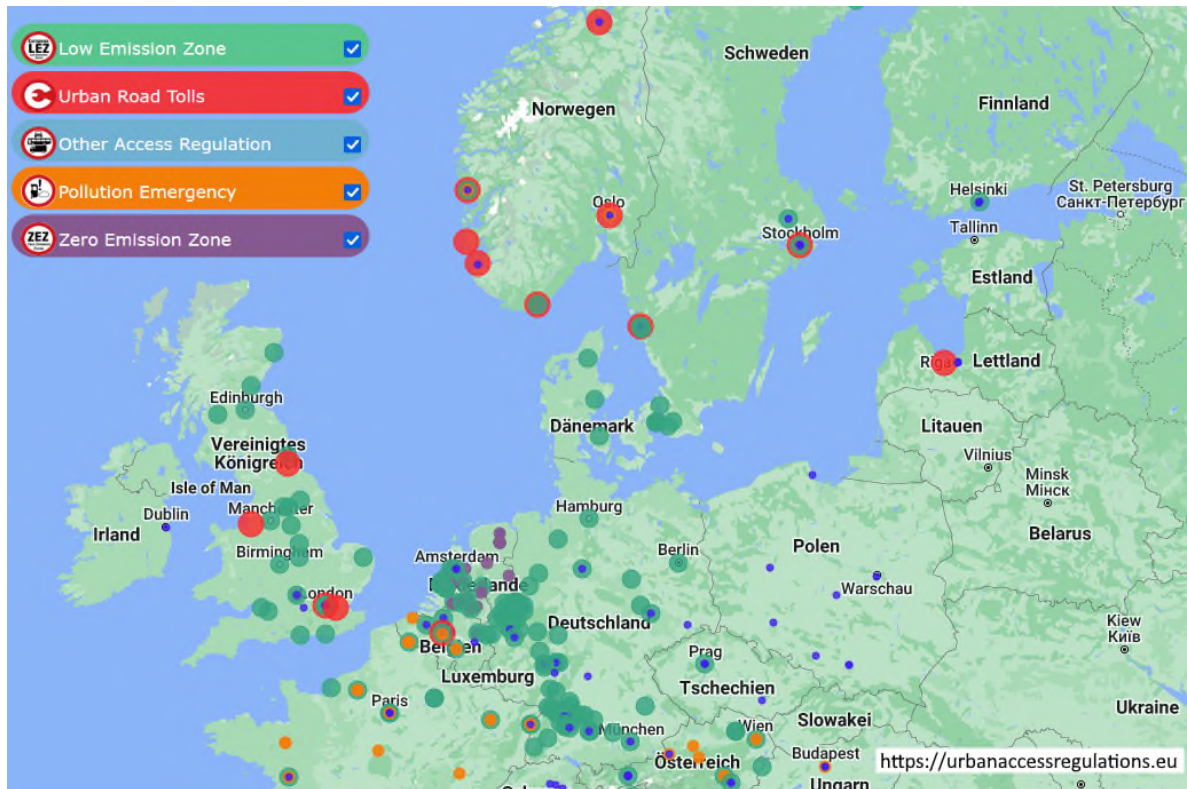 LEZ
Low Emission Zone
Urban Road Tolls
Other Access Regulation
Pollution Emergency
ZEZ
Zero Emission Zone
Schweden
Norwegen
Finnland
Oslo
Helsinki
St. Petersburg
Санкт-Петербург
Stockholm
Tallinn
Estland
Riga
Lettland
Edinburgh
Dänemark
Litauen
Vereinigtes
Königreich
Vilnius
Isle of Man
Minsk
Мінск
Dublin
Manchester
Hamburg
Irland
Belarus
Birmingham
Amsterdam
Berlin
Polen
Niederlande
Warschau
London
Deutschland
Kiew
Київ
Belgien
Prag
Luxemburg
Tschechien
Paris
Ukraine
Slowakei
Wien
München
Österreich
Budapest
https://urbanaccessregulations.eu
Ungarn